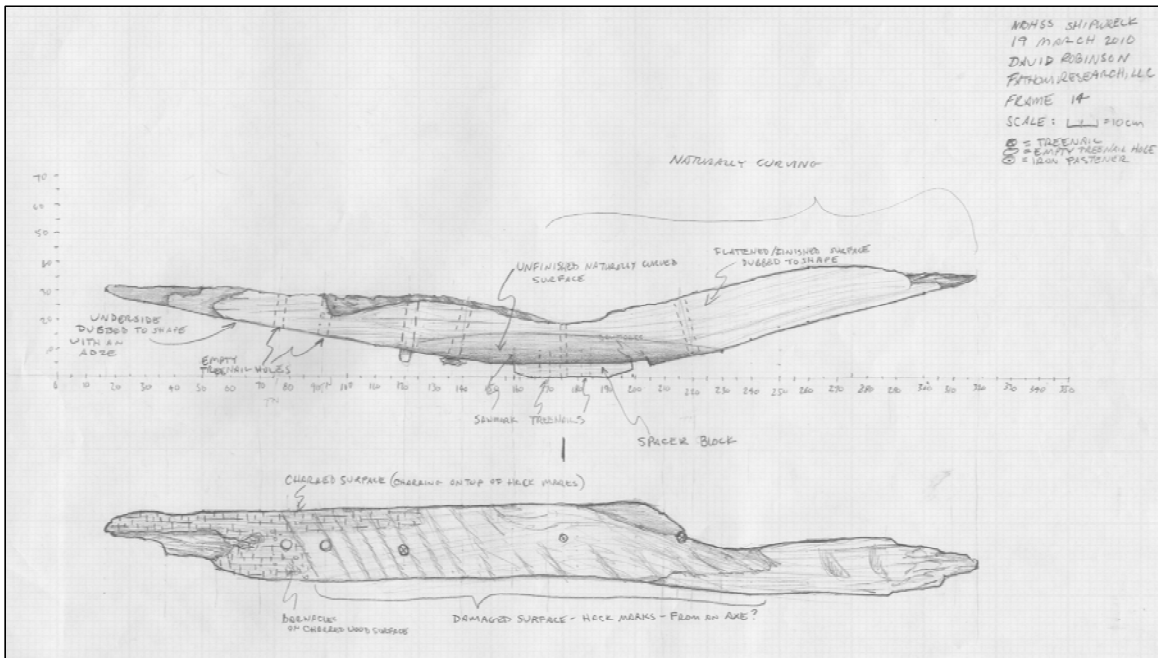 NOHSS SHIPWRECK
19 MARCH 2010
DAVID ROBINSON
FATHOM RESEARCH, LLC
FRAME 14
SCALE: = 10cm
= TREENAIL
= EMPTY TREENAIL HOLE
= IRON FASTENER
NATURALLY CURVING
70
60
50
40
30
20
10
UNFINISHED NATURALLY CURVED
SURFACE
FLATTENED/FINISHED SURFACE
DUBBED TO SHAPE
UNDERSIDE
DUBBED TO SHAPE
WITH AN
ADZE
EMPTY
TREENAIL HOLES
10 20 30 40 50 60 70 80 90 100 110 120 130 140 150 160 170 180 190 200 210 220 230 240 250 260 270 280 290 300 310 320 330 340 350
TN
SAWMARK TREENAILS
SPACER BLOCK
CHARRED SURFACE (CHARRING ON TOP OF HACK MARKS)
BARNACLES
ON CHARRED WOOD SURFACE
DAMAGED SURFACE - HACK MARKS - FROM AN AXE?